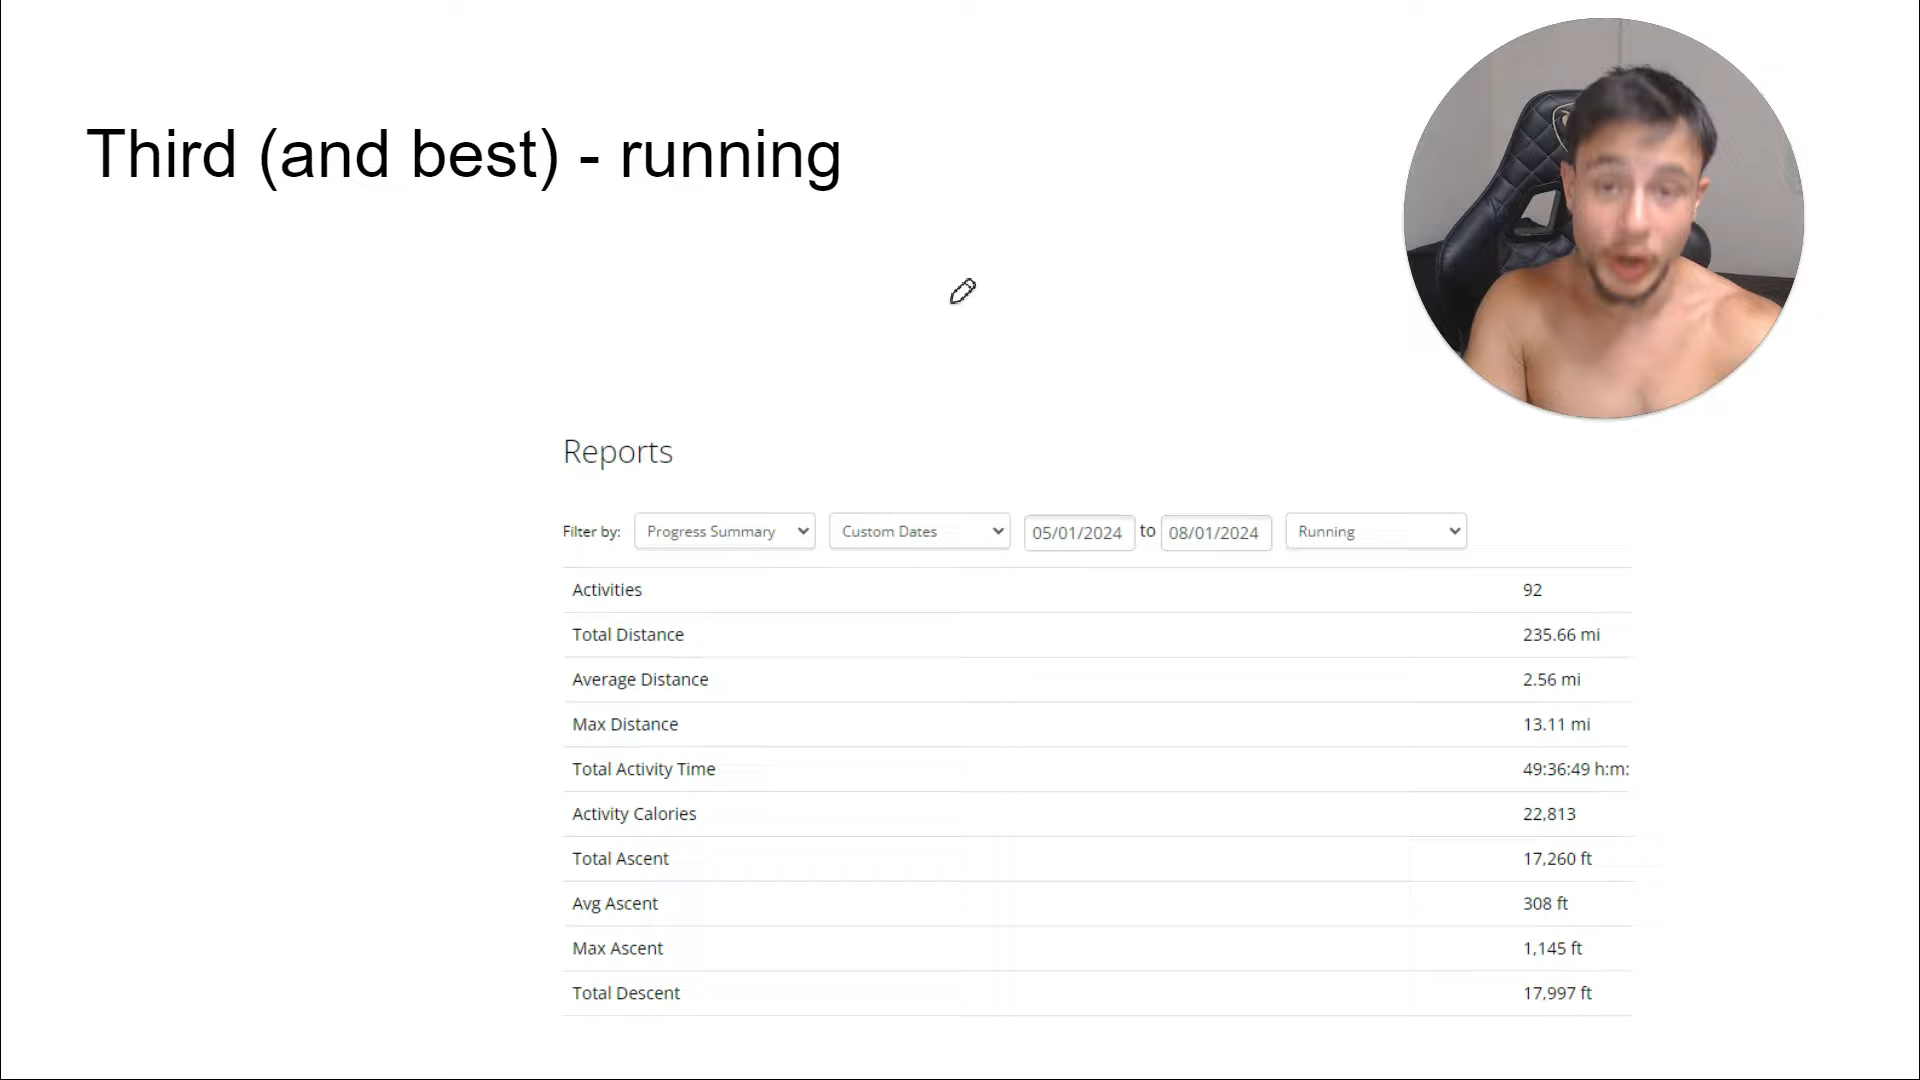 Third (and best) - running
Reports
Filter by: Progress Summary Custom Dates 05/01/2024 to 08/01/2024 Running
Activities 92
Total Distance 235.66 mi
Average Distance 2.56 mi
Max Distance 13.11 mi
Total Activity Time 49:36:49 h:m:
Activity Calories 22,813
Total Ascent 17,260 ft
Avg Ascent 308 ft
Max Ascent 1,145 ft
Total Descent 17,997 ft